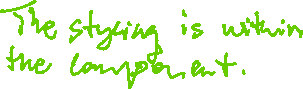 The styling is within
the component.